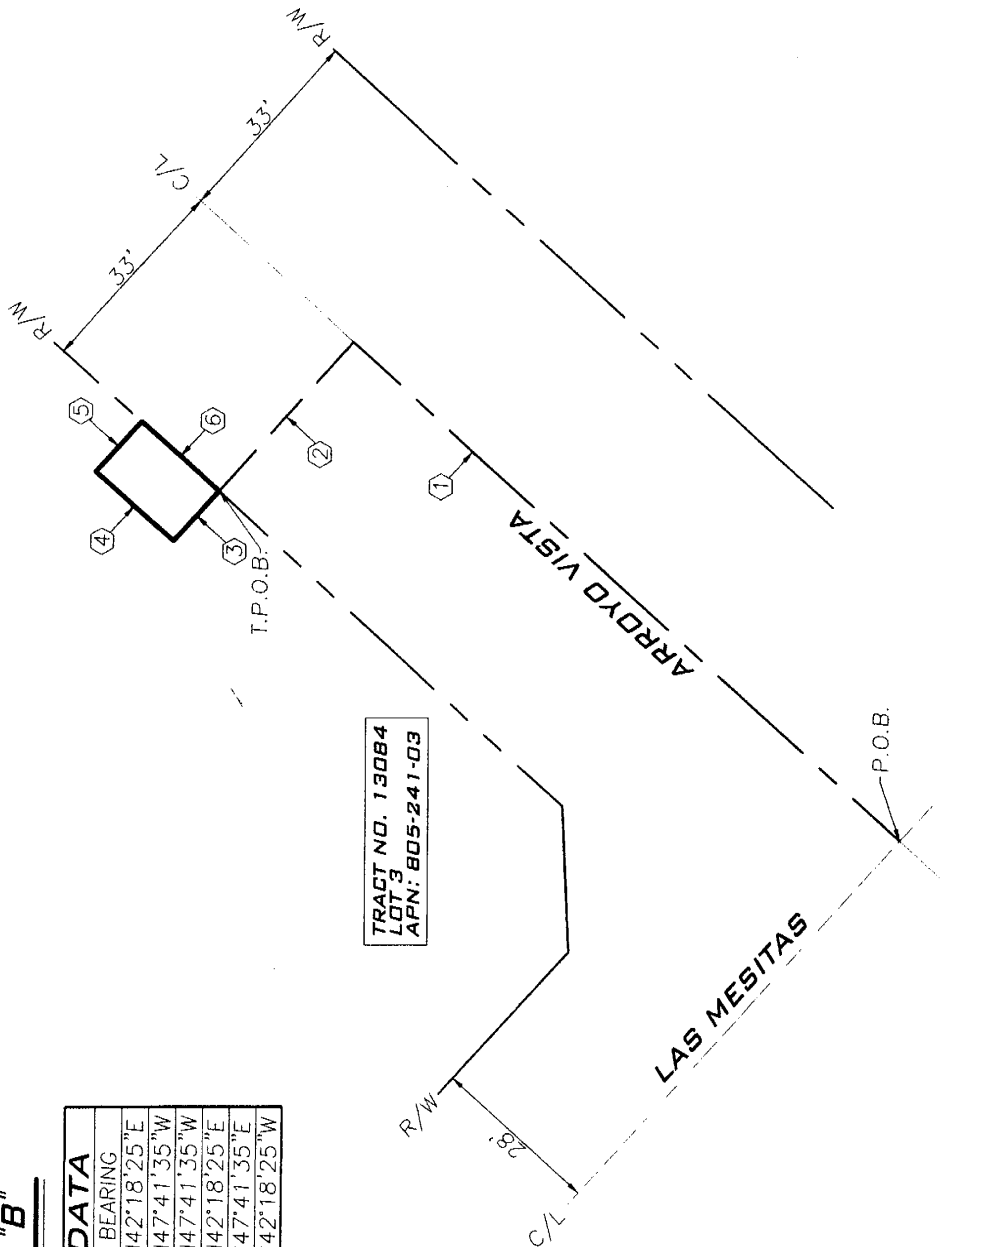 "B"
DATA
BEARING
42°18'25"E
47°41'35"W
47°41'35"W
42°18'25"E
47°41'35"E
42°18'25"W
R/W
33'
C/L
33'
R/W
5
6
4
3
2
1
T.P.O.B.
ARROYO VISTA
TRACT NO. 13084
LOT 3
APN: 805-241-03
P.O.B.
LAS MESITAS
R/W
28'
C/L